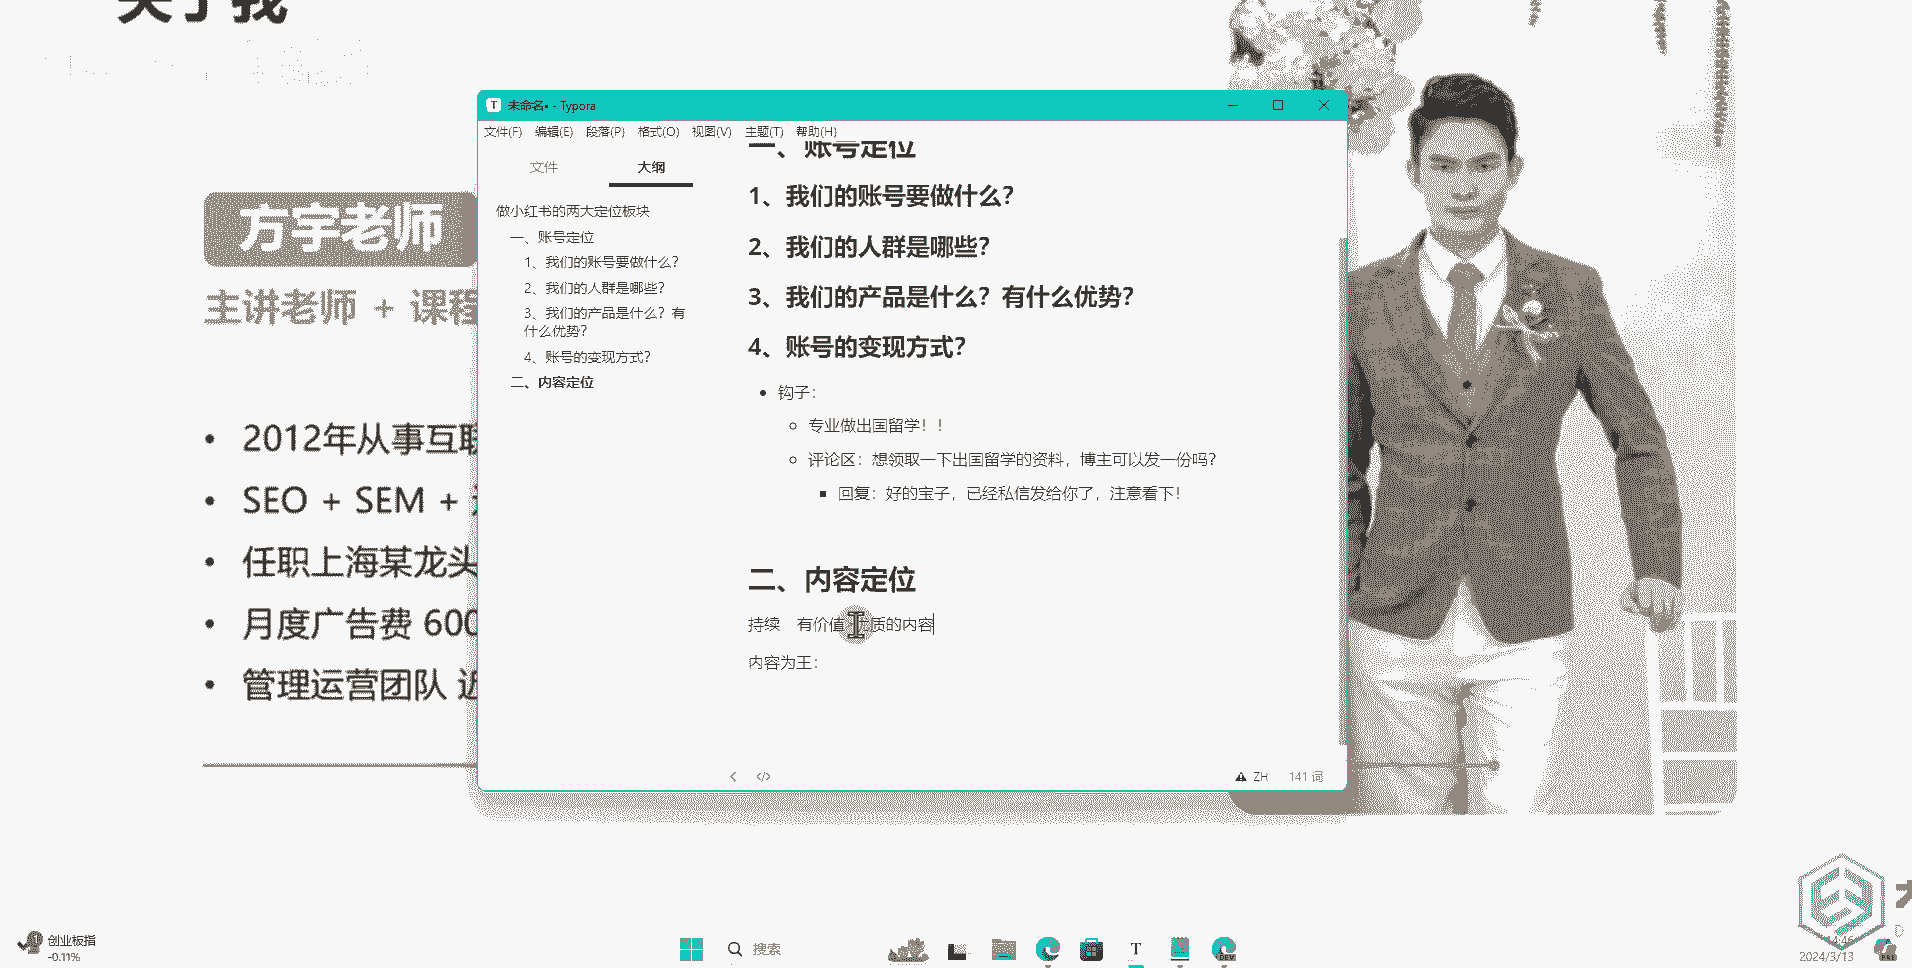 关于我
方宇老师
主讲老师 + 课程
• 2012年从事互联
• SEO + SEM +
• 任职上海某龙头
• 月度广告费 600
• 管理运营团队 近
未命名• - Typora
文件(F) 编辑(E) 段落(P) 格式(O) 视图(V) 主题(T) 帮助(H)
文件 大纲
做小红书的两大定位板块
一、账号定位
1、我们的账号要做什么?
2、我们的人群是哪些?
3、我们的产品是什么? 有
什么优势?
4、账号的变现方式?
二、内容定位
一、账号定位
1、我们的账号要做什么?
2、我们的人群是哪些?
3、我们的产品是什么? 有什么优势?
4、账号的变现方式?
• 钩子:
专业做出国留学! !
评论区: 想领取一下出国留学的资料, 博主可以发一份吗?
回复: 好的宝子, 已经私信发给你了, 注意看下!
二、内容定位
持续 有价值 优质的内容
内容为王:
ZH 141 词
创业板指
-0.11%
搜索
2024/3/13